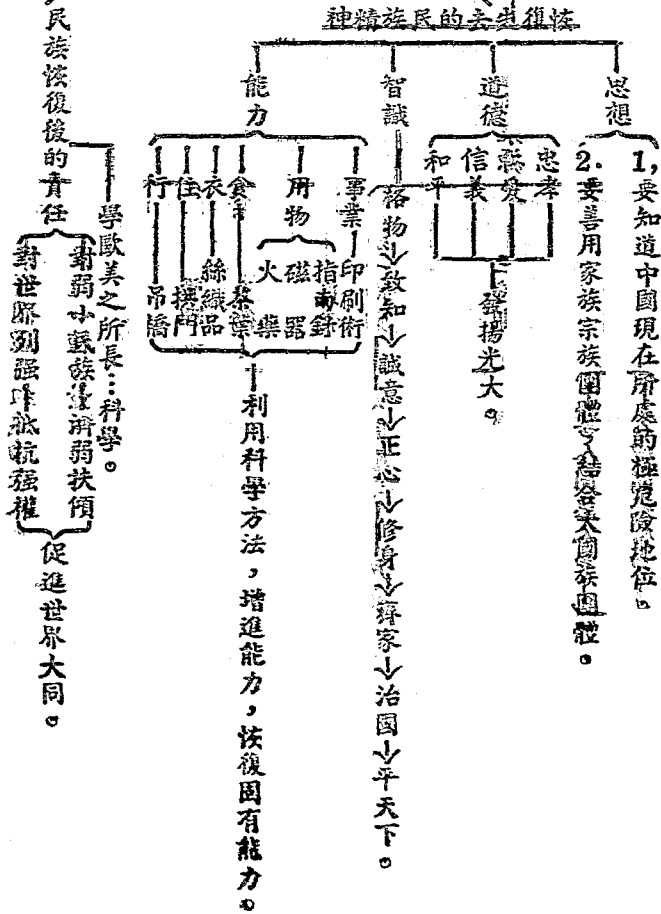 恢復失去的民族精神
思想
1,要知道中國現在所處的極危險地位。
2.要善用家族宗族團體,結合大國族團體。
道德
忠孝
愛
信義
和平
發揚光大。
智識
格物
致知
誠意
正心
修身
齊家
治國
平天下。
能力
事業
印刷術
用物
指南針
磁器
火藥
食
茶葉
衣
絲織品
住
拱門
行
吊橋
利用科學方法,增進能力,恢復固有能力。
民族恢復後的責任
學歐美之所長:科學。
對弱小民族要濟弱扶傾
對世界列强 抵抗强權
促進世界大同。